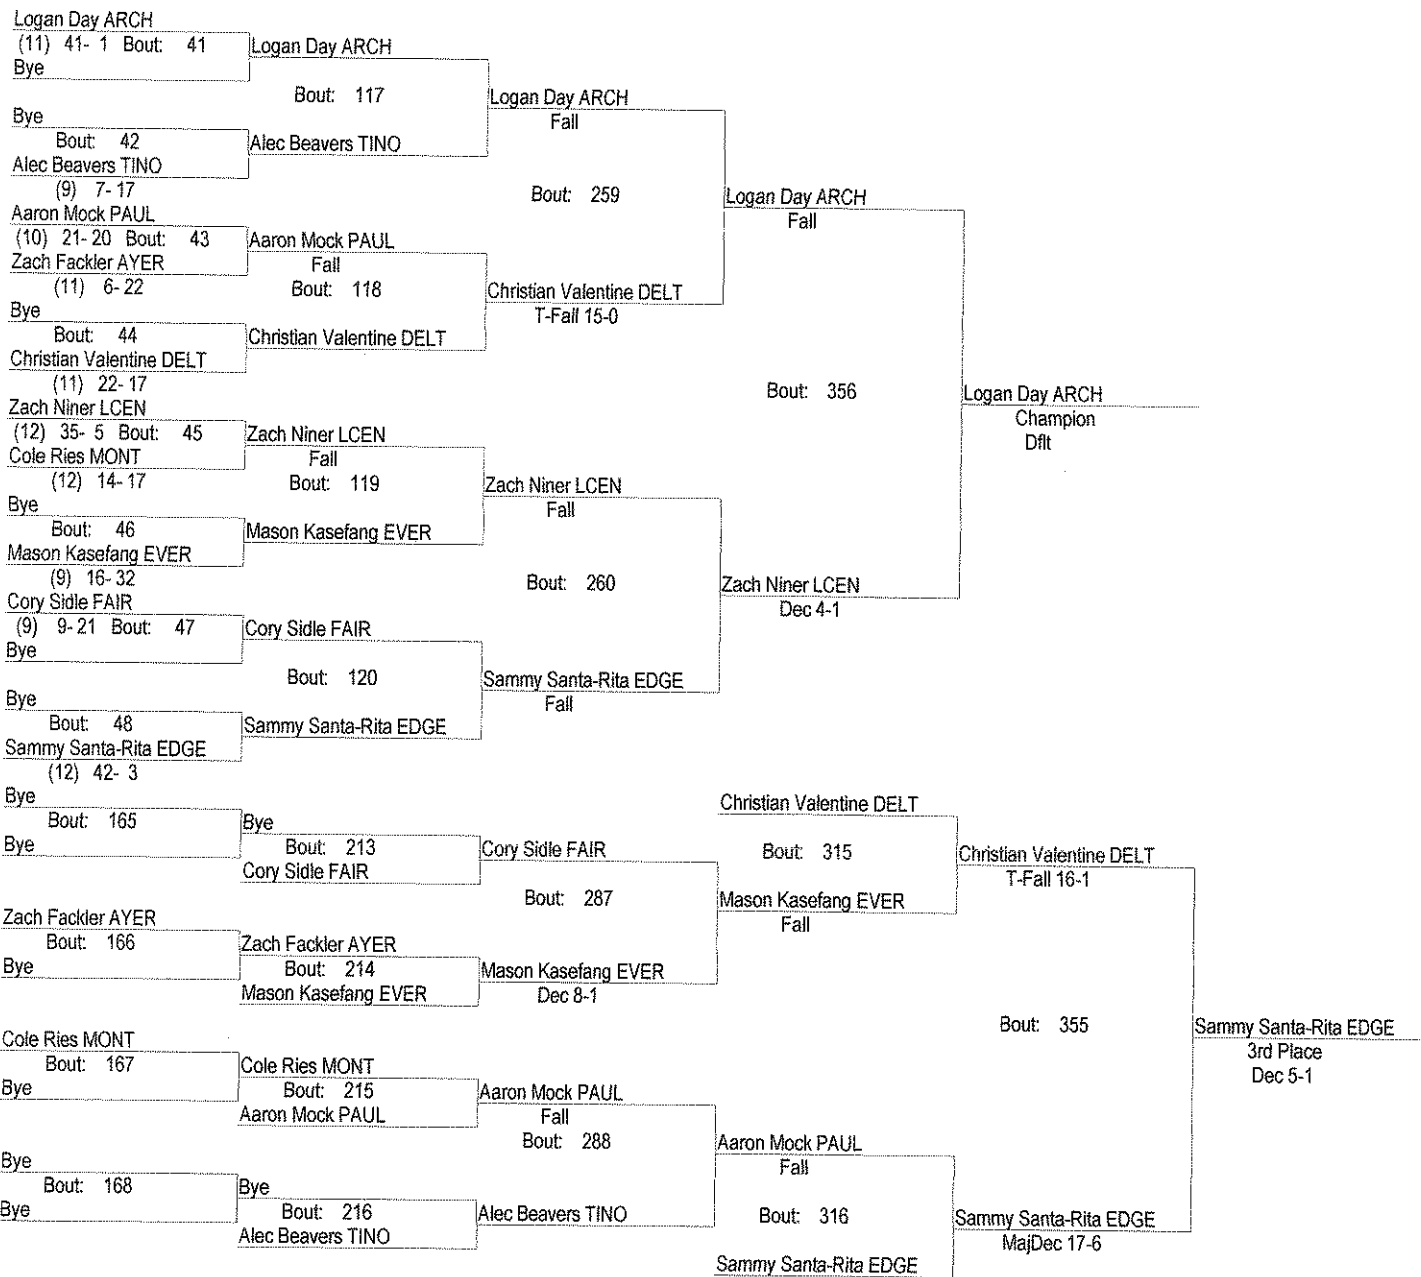 Logan Day ARCH
(11) 41- 1 Bout: 41
Bye
Bye
Bout: 42
Alec Beavers TINO
(9) 7- 17
Aaron Mock PAUL
(10) 21- 20 Bout: 43
Zach Fackler AYER
(11) 6- 22
Bye
Bout: 44
Christian Valentine DELT
(11) 22- 17
Zach Niner LCEN
(12) 35- 5 Bout: 45
Cole Ries MONT
(12) 14- 17
Bye
Bout: 46
Mason Kasefang EVER
(9) 16- 32
Cory Sidle FAIR
(9) 9- 21 Bout: 47
Bye
Bye
Bout: 48
Sammy Santa-Rita EDGE
(12) 42- 3
Logan Day ARCH
Bout: 117
Alec Beavers TINO
Aaron Mock PAUL
Fall
Bout: 118
Christian Valentine DELT
Zach Niner LCEN
Fall
Bout: 119
Mason Kasefang EVER
Cory Sidle FAIR
Bout: 120
Sammy Santa-Rita EDGE
Logan Day ARCH
Fall
Bout: 259
Christian Valentine DELT
T-Fall 15-0
Zach Niner LCEN
Fall
Bout: 260
Sammy Santa-Rita EDGE
Fall
Logan Day ARCH
Fall
Bout: 356
Zach Niner LCEN
Dec 4-1
Logan Day ARCH
Champion
Dflt
Bye
Bout: 165
Bye
Zach Fackler AYER
Bout: 166
Bye
Cole Ries MONT
Bout: 167
Bye
Bye
Bout: 168
Bye
Bye
Bout: 213
Cory Sidle FAIR
Zach Fackler AYER
Bout: 214
Mason Kasefang EVER
Cole Ries MONT
Bout: 215
Aaron Mock PAUL
Bye
Bout: 216
Alec Beavers TINO
Cory Sidle FAIR
Bout: 287
Mason Kasefang EVER
Dec 8-1
Aaron Mock PAUL
Fall
Bout: 288
Alec Beavers TINO
Christian Valentine DELT
Bout: 315
Mason Kasefang EVER
Fall
Aaron Mock PAUL
Fall
Bout: 316
Sammy Santa-Rita EDGE
Christian Valentine DELT
T-Fall 16-1
Bout: 355
Sammy Santa-Rita EDGE
MajDec 17-6
Sammy Santa-Rita EDGE
3rd Place
Dec 5-1